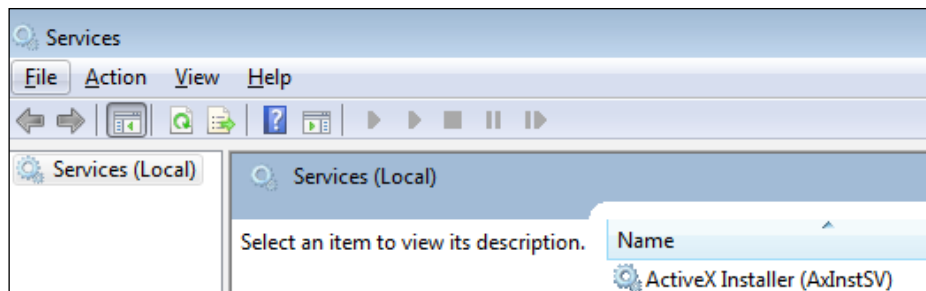 Services
File Action View Help
Services (Local)
Services (Local)
Select an item to view its description.
Name
ActiveX Installer (AxInstSV)